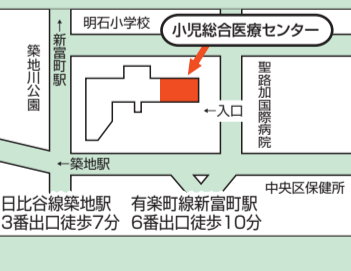 明石小学校
小児総合医療センター
↑新富町駅
築地川公園
聖路加国際病院
←入口
←築地駅
中央区保健所
日比谷線築地駅
3番出口徒歩7分
有楽町線新富町駅
6番出口徒歩10分